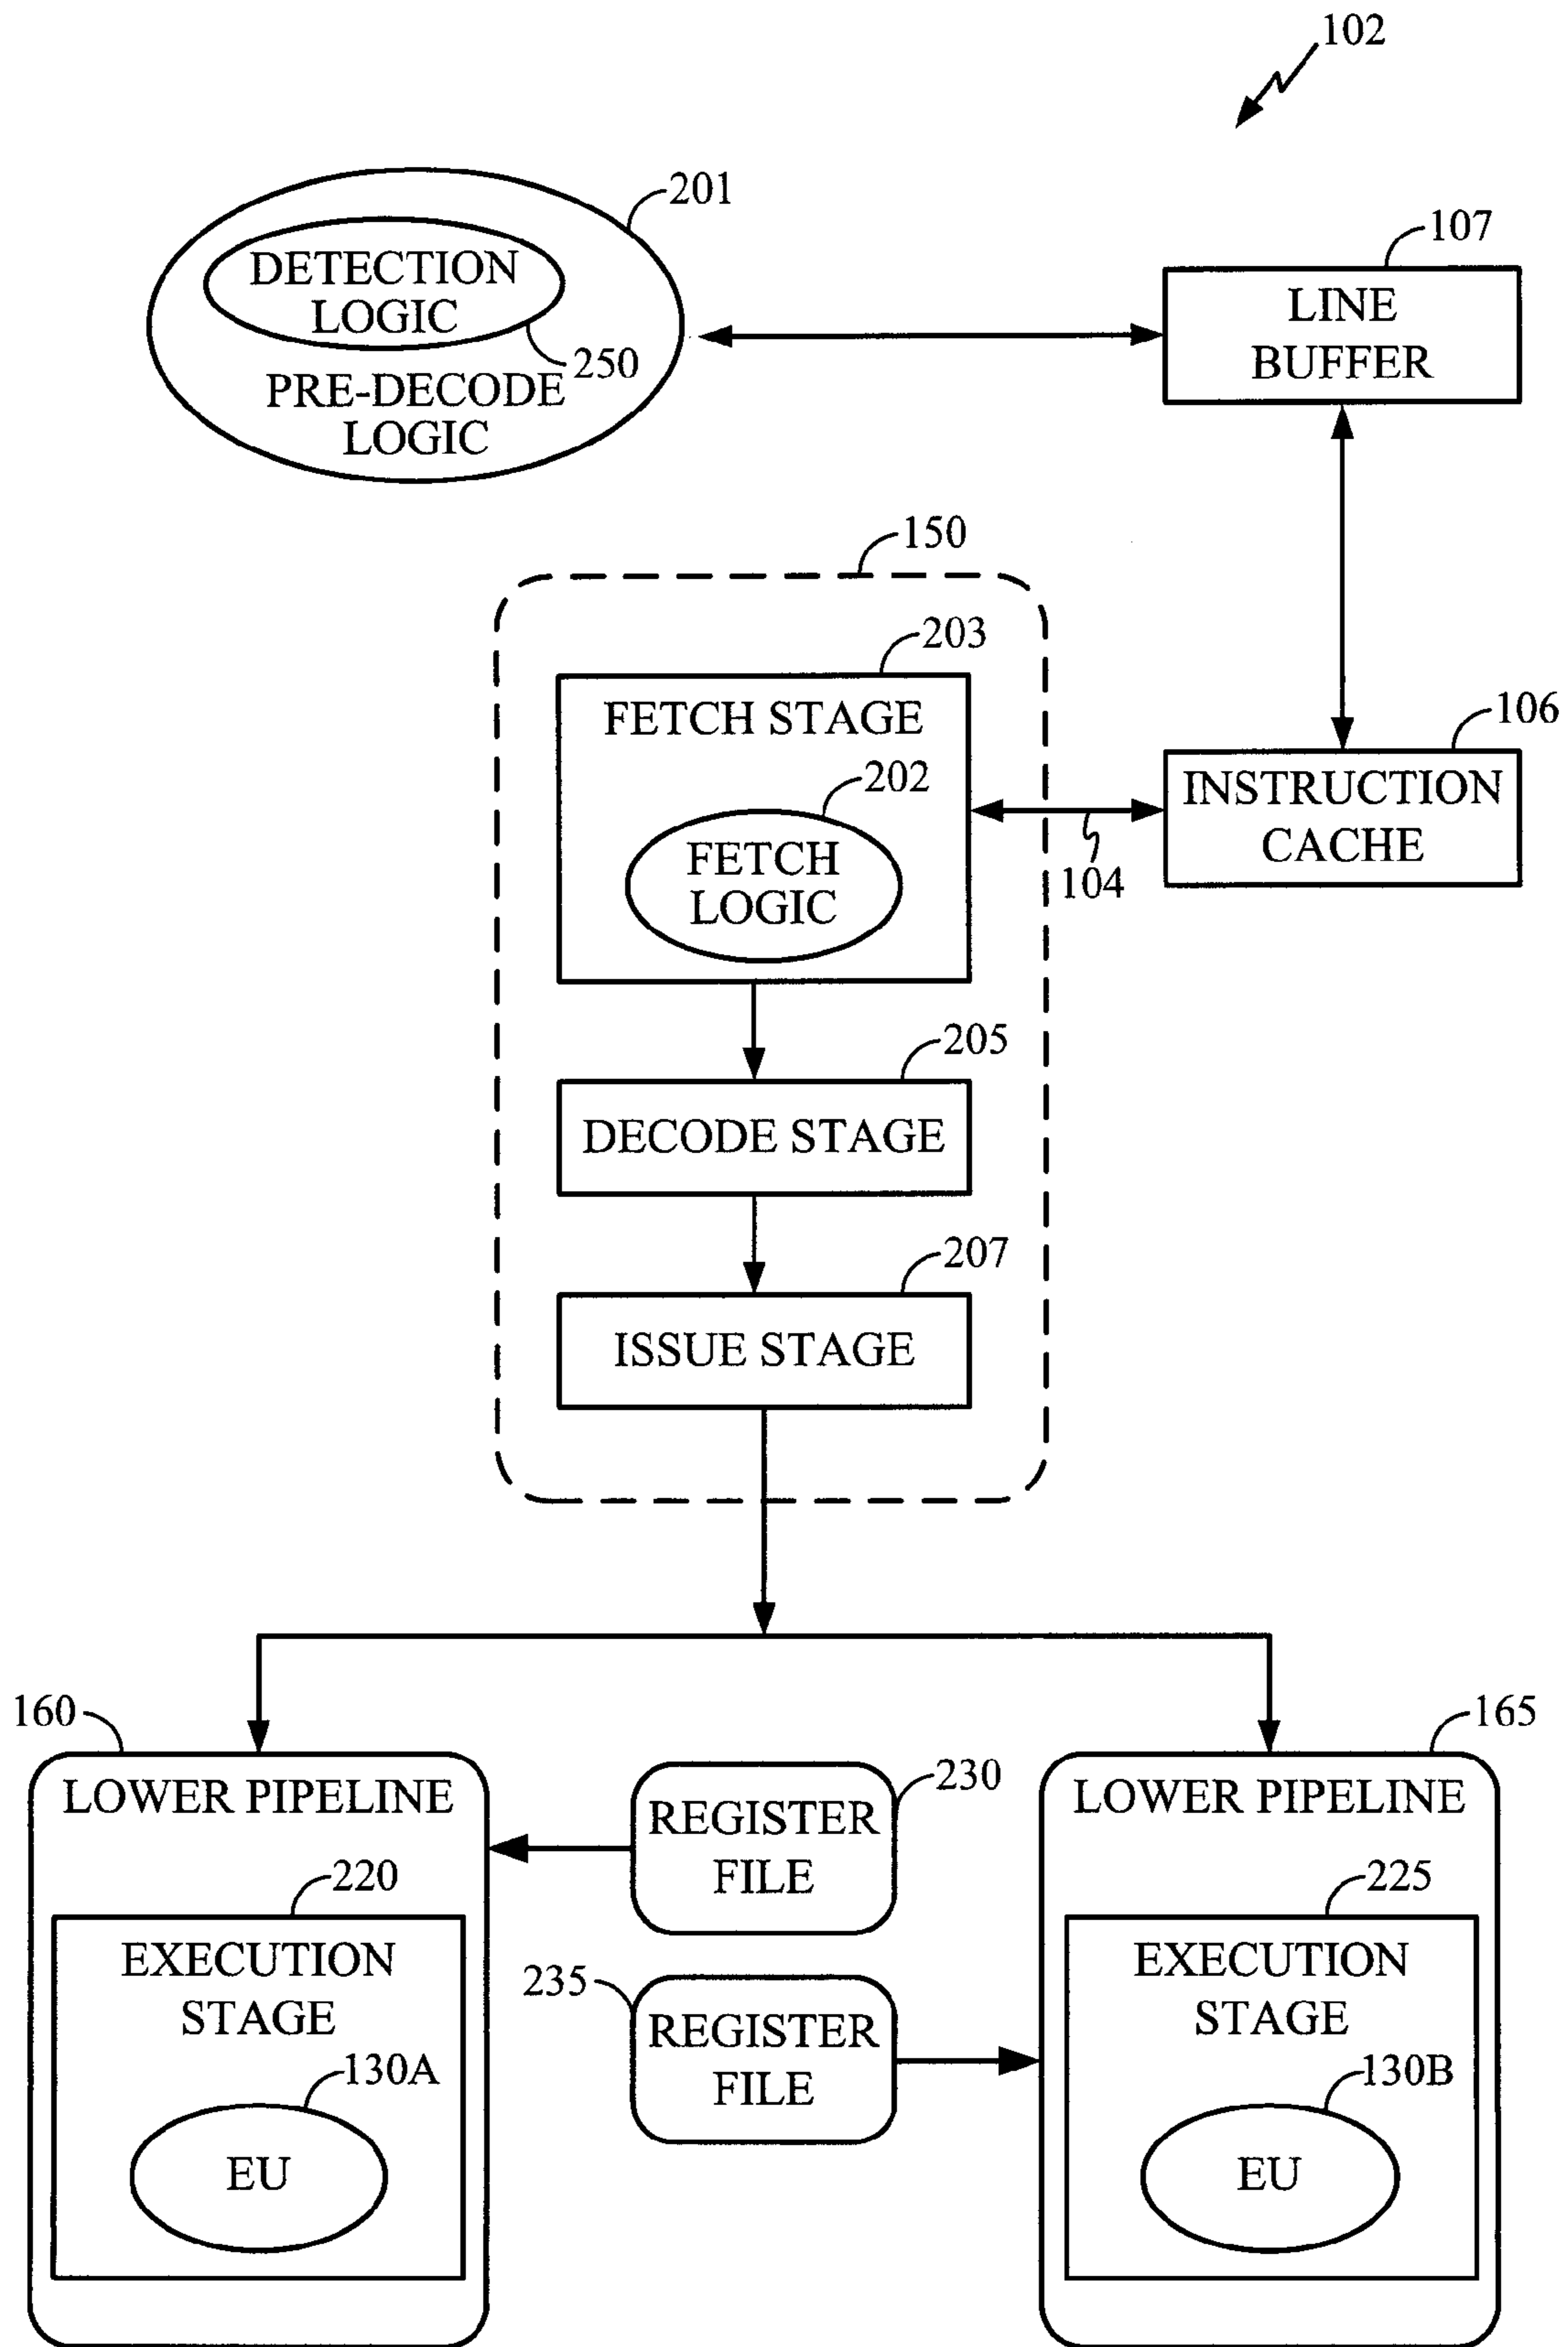 102
201
DETECTION
LOGIC
250
PRE-DECODE
LOGIC
107
LINE
BUFFER
150
203
FETCH STAGE
202
FETCH
LOGIC
104
106
INSTRUCTION
CACHE
205
DECODE STAGE
207
ISSUE STAGE
160
LOWER PIPELINE
220
EXECUTION
STAGE
130A
EU
230
REGISTER
FILE
235
REGISTER
FILE
165
LOWER PIPELINE
225
EXECUTION
STAGE
130B
EU